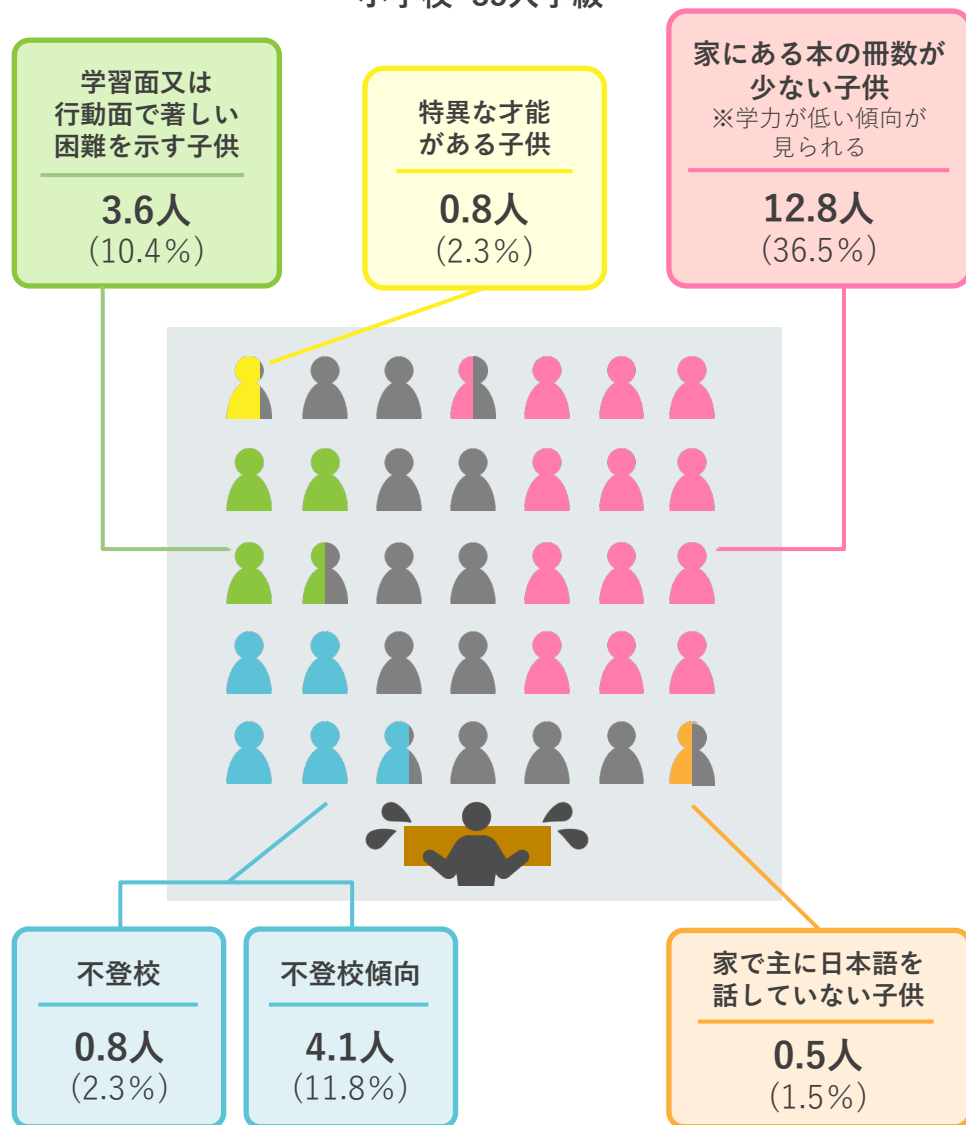 学習面又は
行動面で著しい
困難を示す子供
3.6人
(10.4%)
特異な才能
がある子供
0.8人
(2.3%)
家にある本の冊数が
少ない子供
※学力が低い傾向が
見られる
12.8人
(36.5%)
不登校
0.8人
(2.3%)
不登校傾向
4.1人
(11.8%)
家で主に日本語を
話していない子供
0.5人
(1.5%)